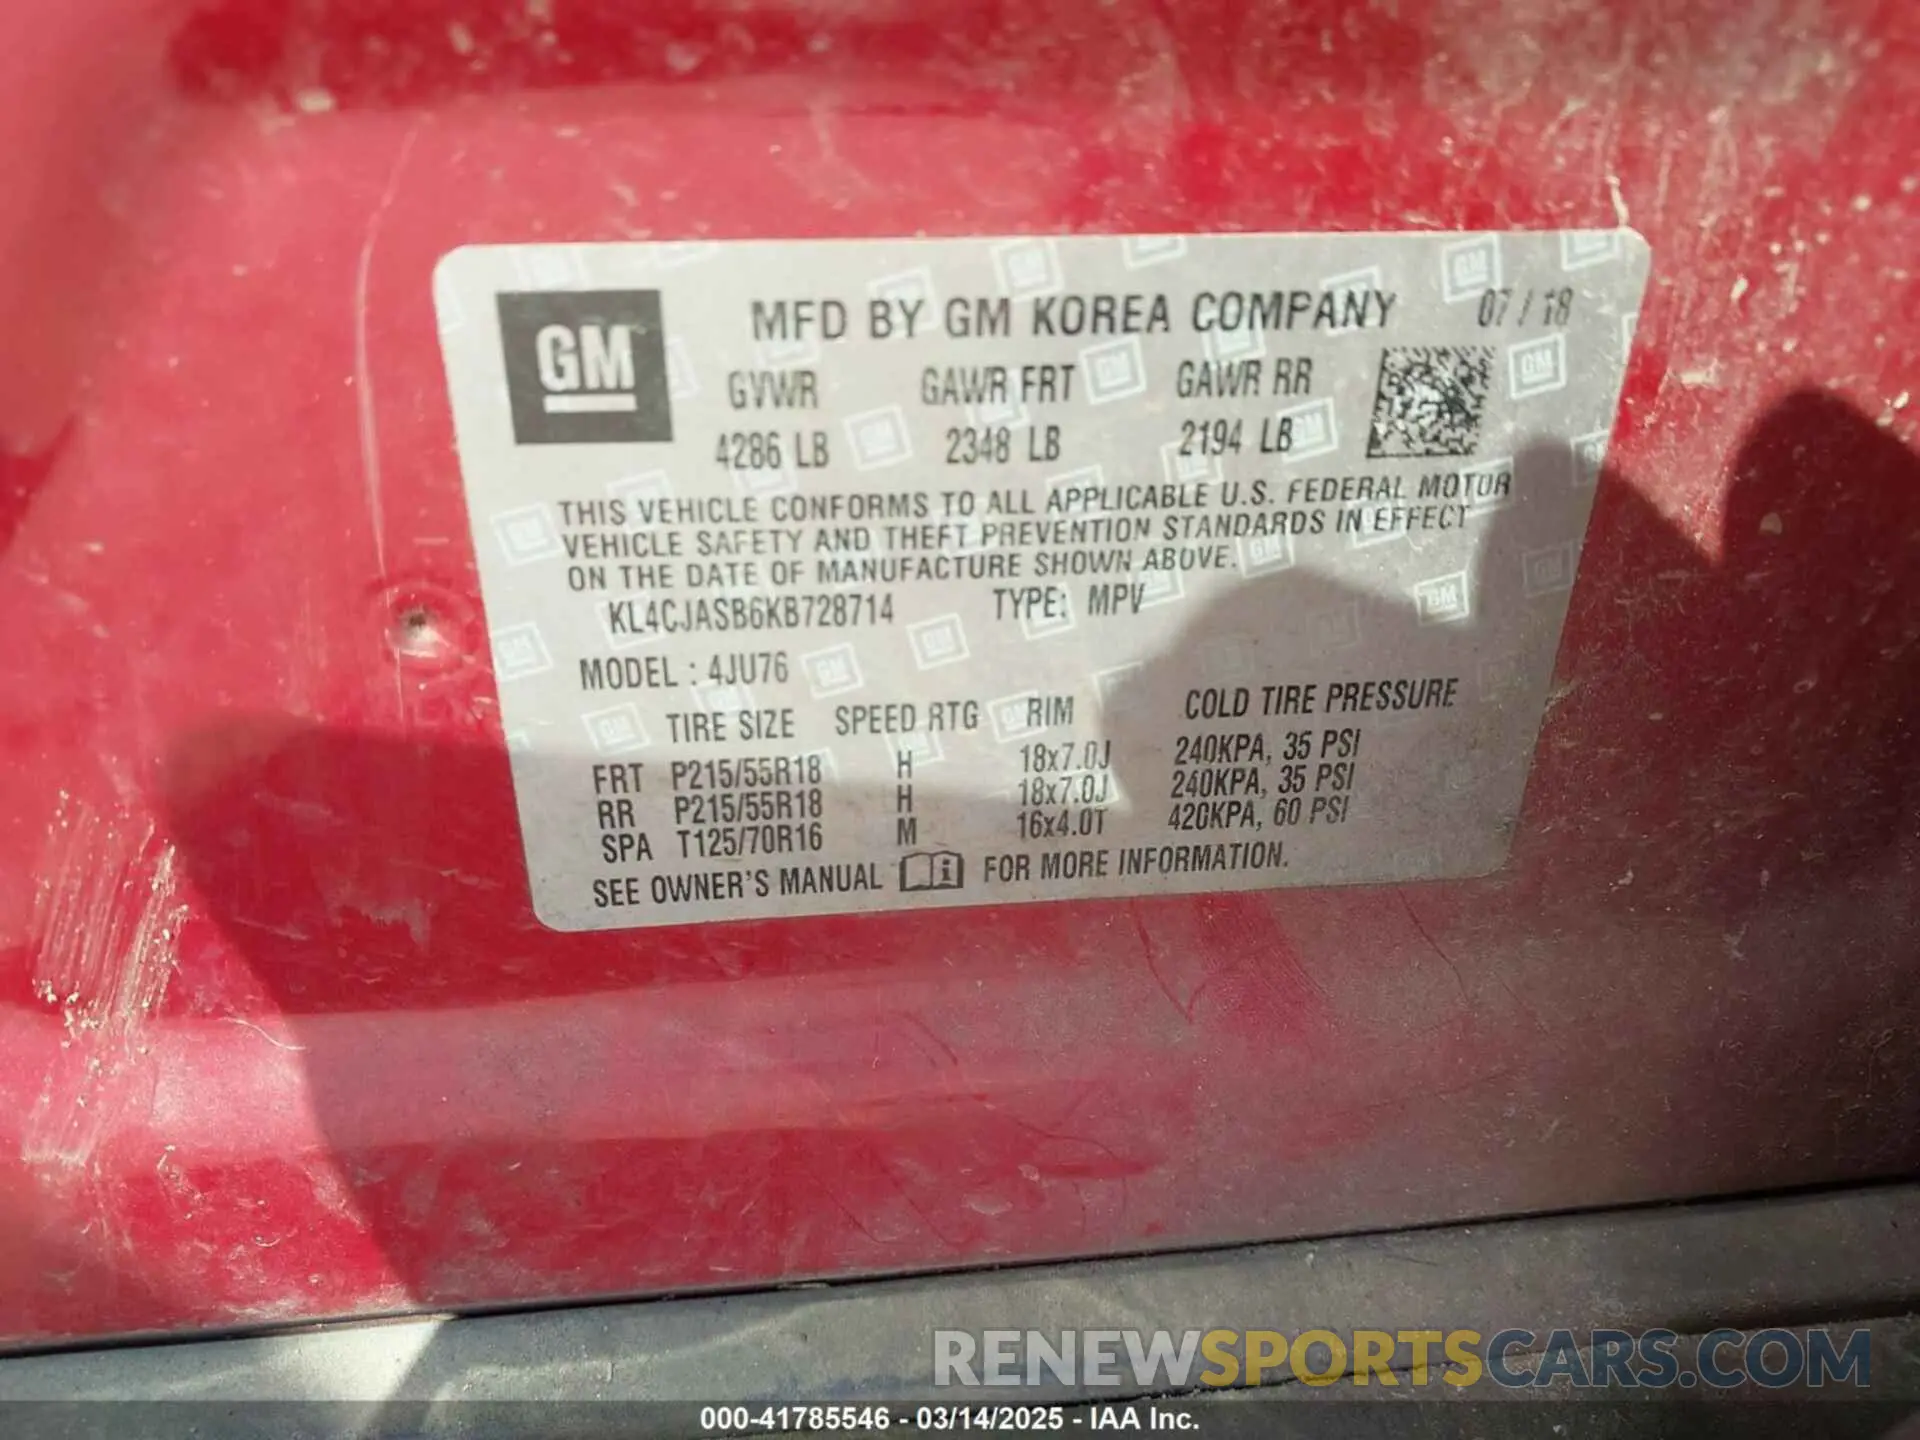 GM
MFD BY GM KOREA COMPANY 07 / 18
GVWR GAWR FRT GAWR RR
4286 LB 2348 LB 2194 LB
THIS VEHICLE CONFORMS TO ALL APPLICABLE U.S. FEDERAL MOTOR
VEHICLE SAFETY AND THEFT PREVENTION STANDARDS IN EFFECT
ON THE DATE OF MANUFACTURE SHOWN ABOVE.
KL4CJASB6KB728714 TYPE: MPV
MODEL : 4JU76
TIRE SIZE SPEED RTG RIM COLD TIRE PRESSURE
FRT P215/55R18 H 18x7.0J 240KPA, 35 PSI
RR P215/55R18 H 18x7.0J 240KPA, 35 PSI
SPA T125/70R16 M 16x4.0T 420KPA, 60 PSI
SEE OWNER'S MANUAL FOR MORE INFORMATION.
RENEWSPORTSCARS.COM
000-41785546 - 03/14/2025 - IAA Inc.